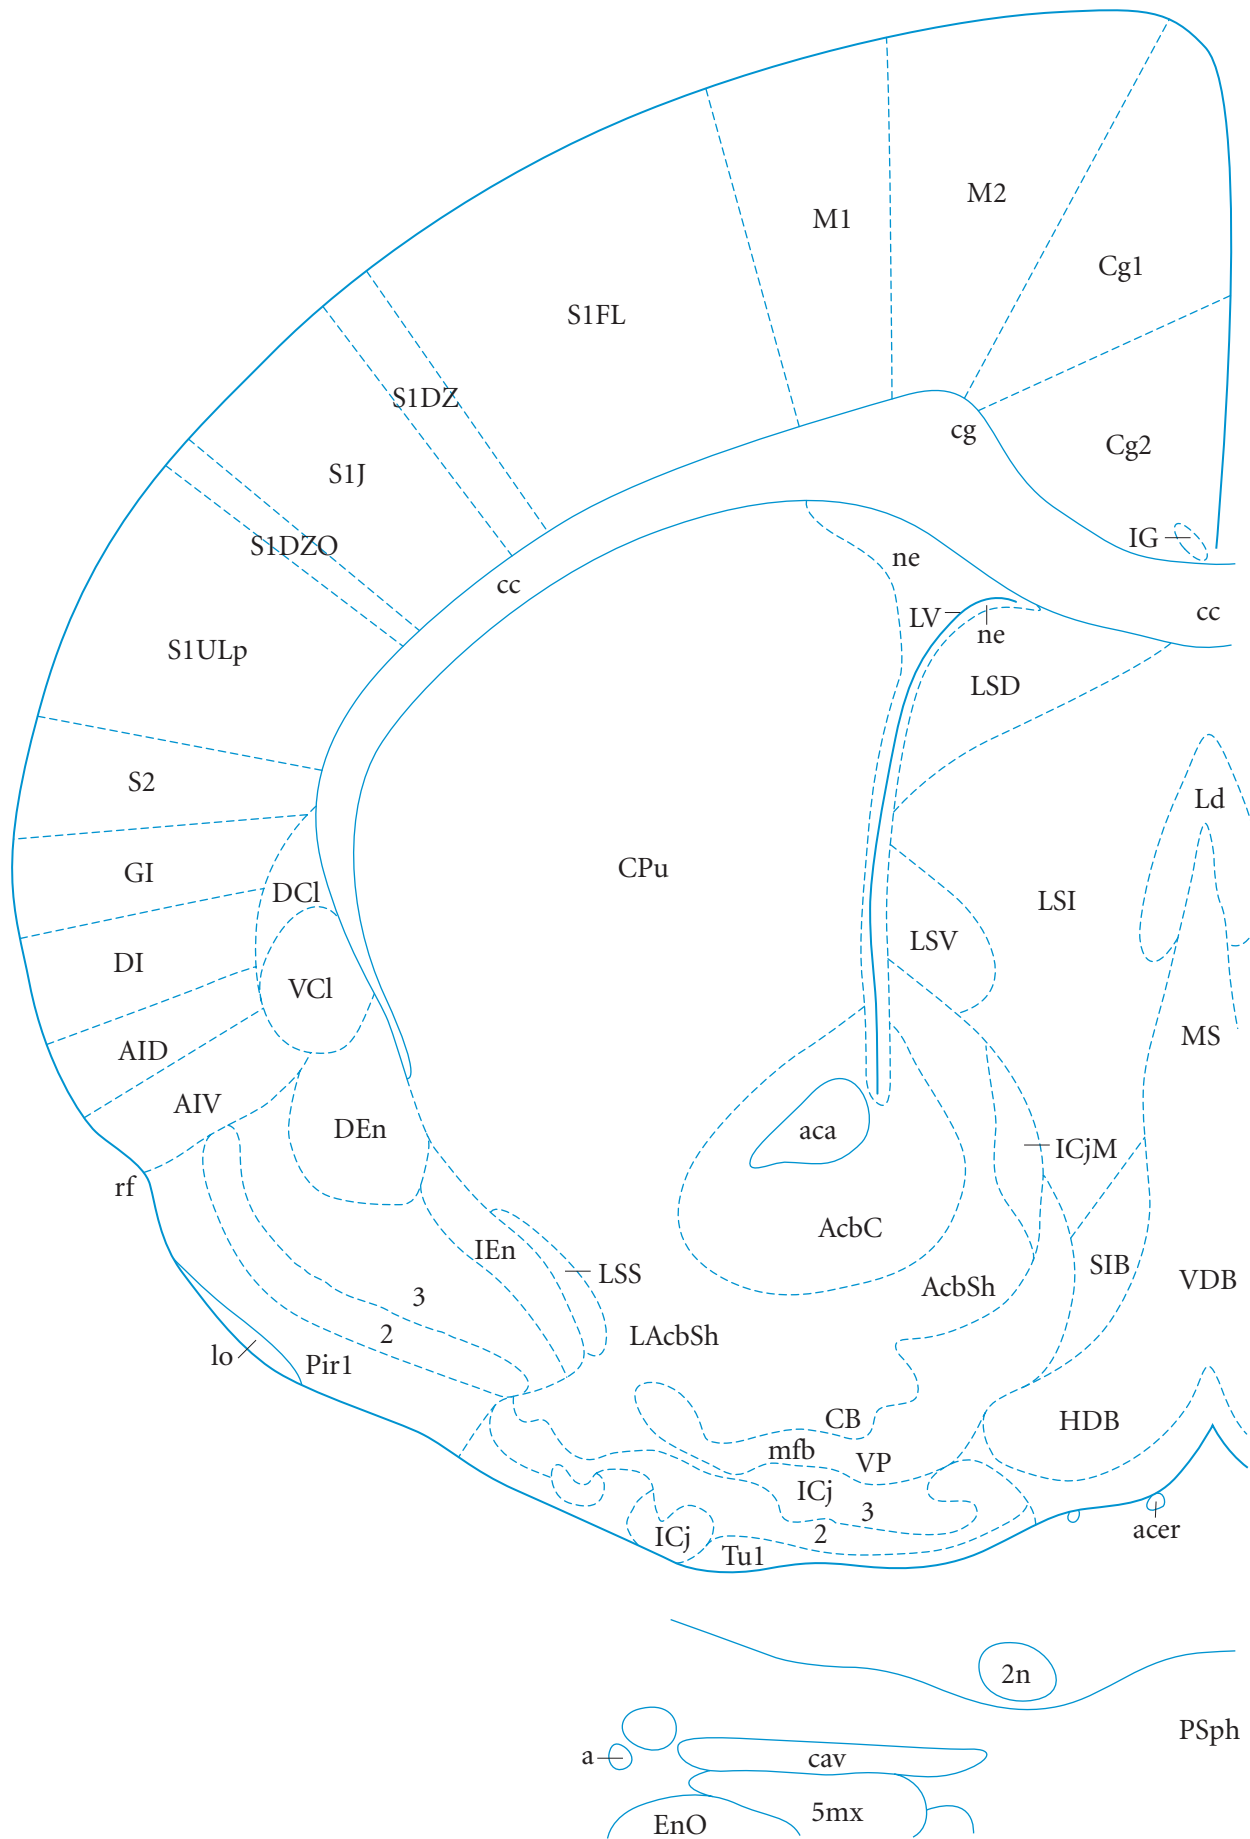 M2
M1
Cg1
S1FL
S1DZ
cg
Cg2
S1J
IG
S1DZO
ne
cc
LV
cc
ne
S1ULp
LSD
S2
Ld
CPu
GI
DCl
LSI
LSV
DI
VCl
MS
AID
AIV
DEn
aca
ICjM
rf
AcbC
IEn
SIB
LSS
VDB
AcbSh
3
2
LAcbSh
lo
Pir1
CB
HDB
mfb
VP
ICj
3
2
acer
ICj
Tu1
2n
PSph
a
cav
5mx
EnO